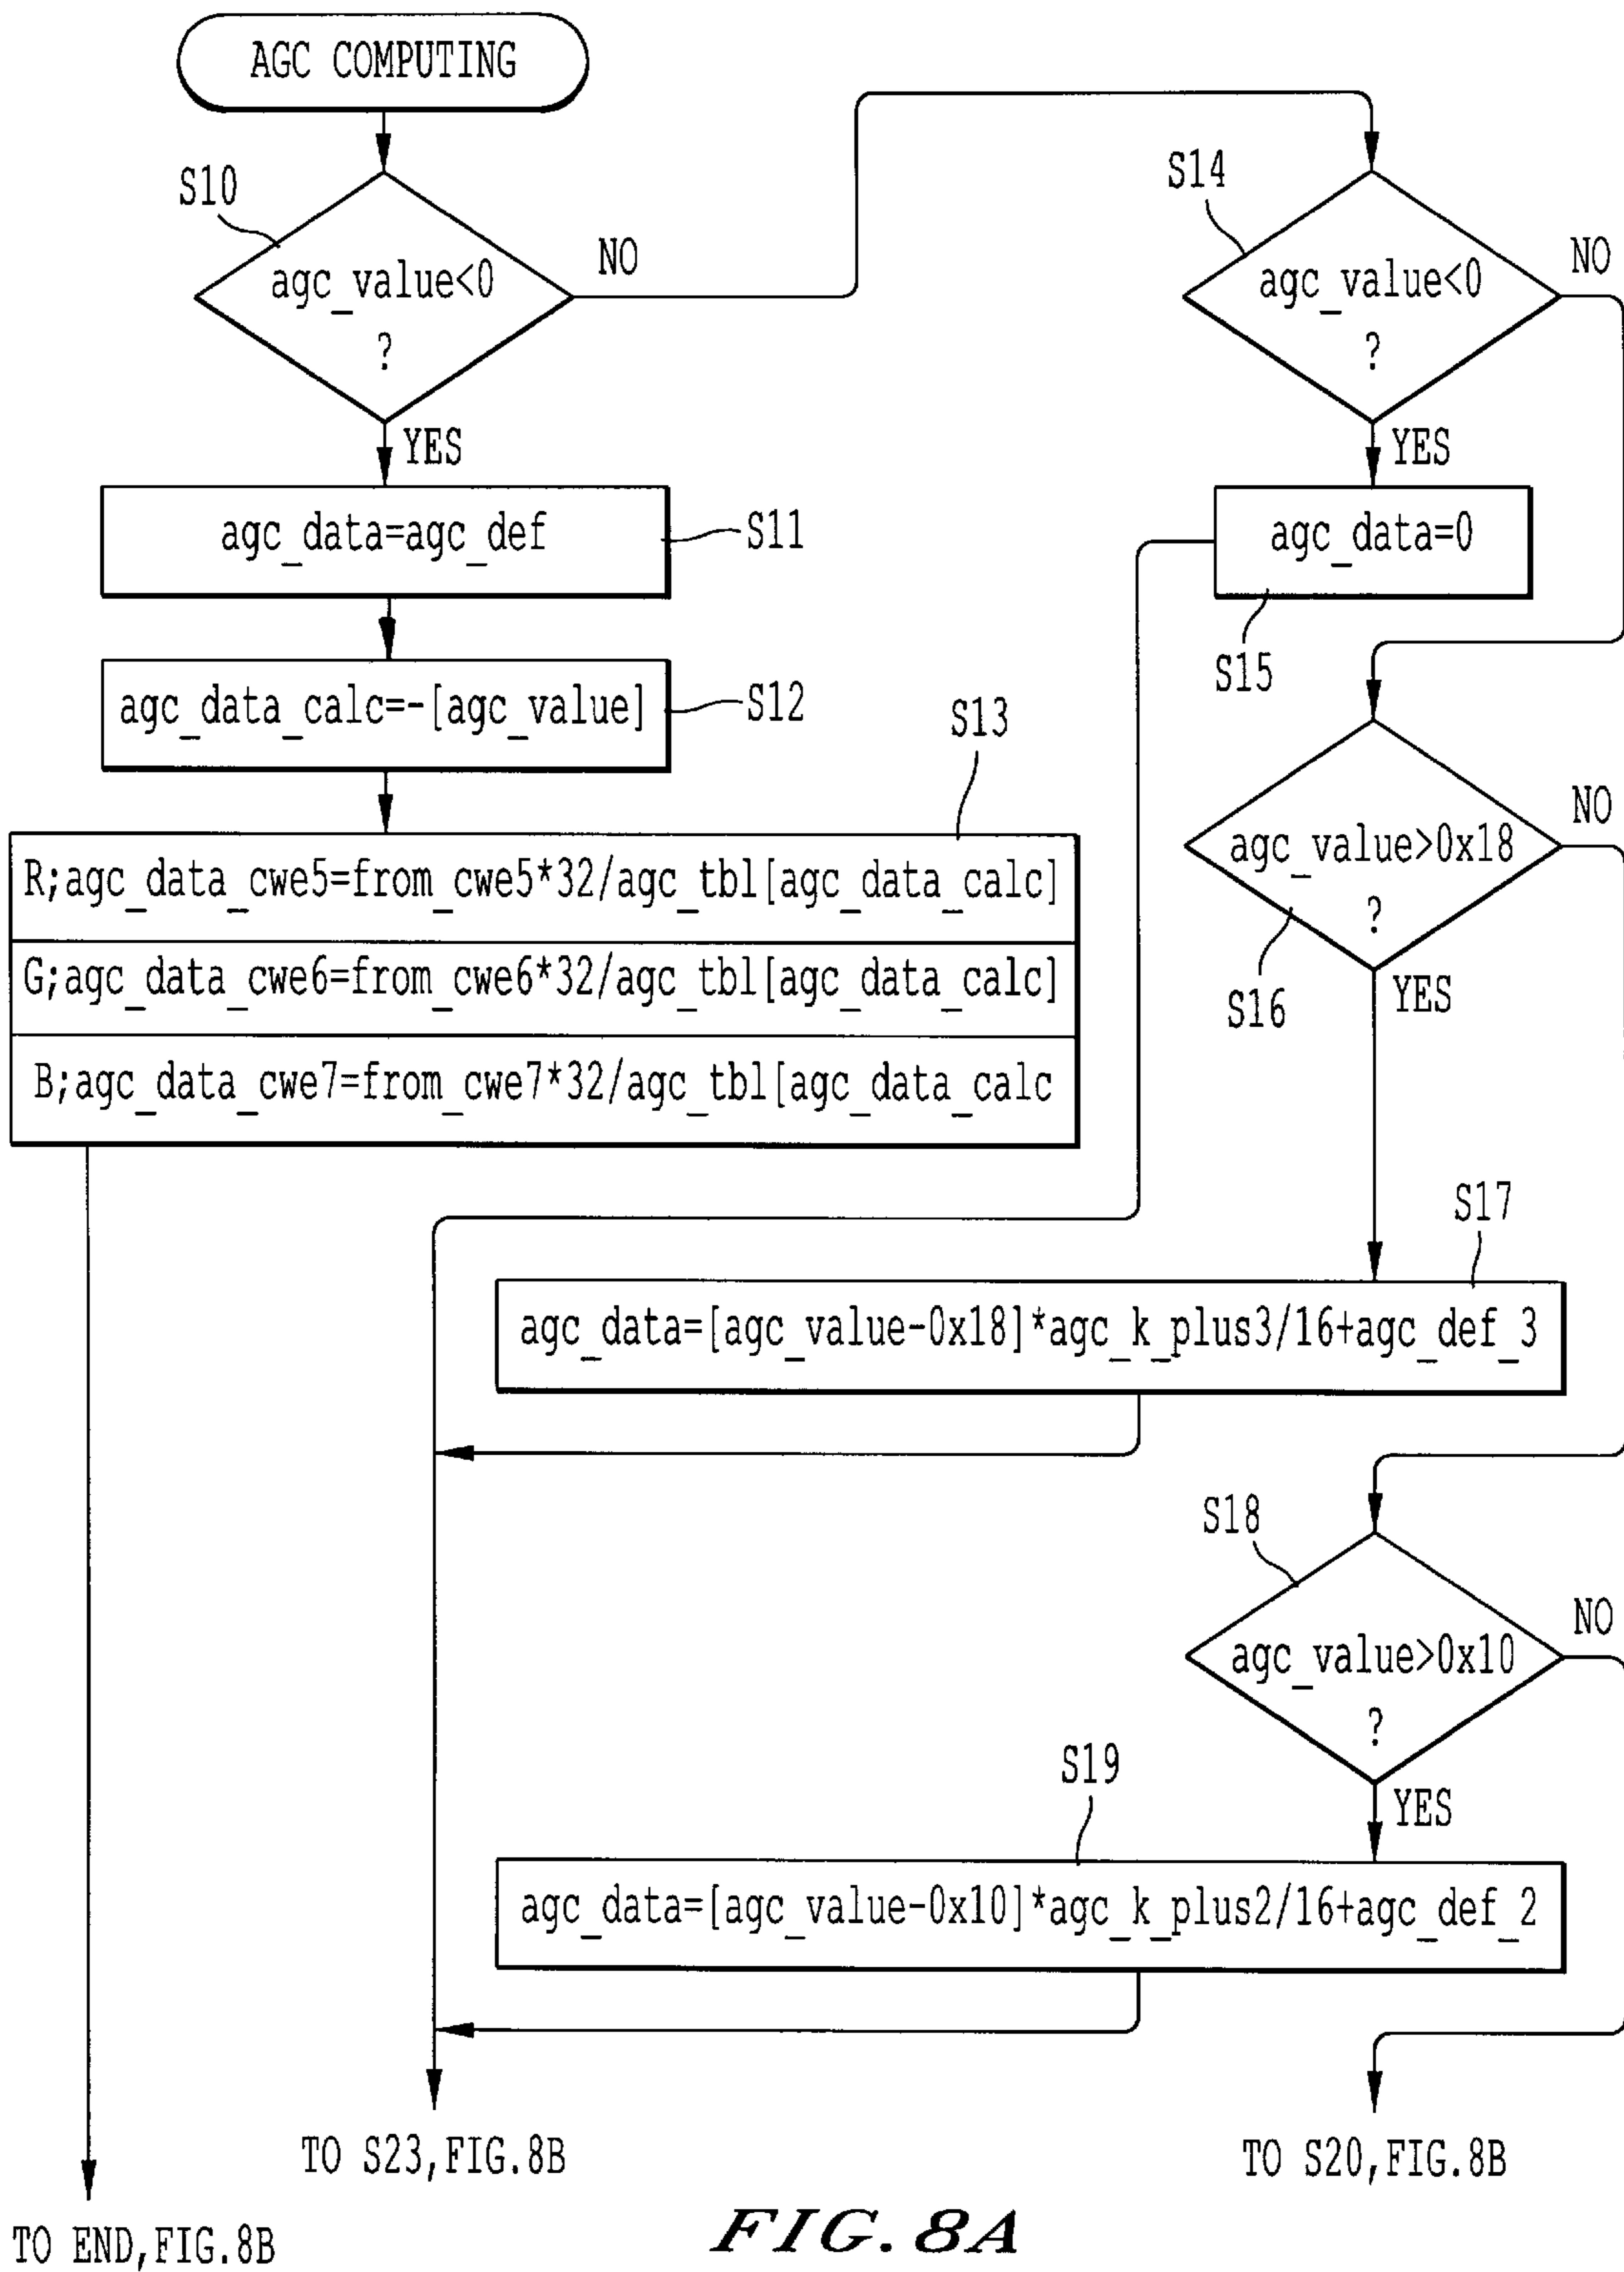 AGC COMPUTING
S10
agc_value<0
?
NO
YES
agc_data=agc_def
S11
agc_data_calc=-[agc_value]
S12
S13
R;agc_data_cwe5=from_cwe5*32/agc_tbl[agc_data_calc]
G;agc_data_cwe6=from_cwe6*32/agc_tbl[agc_data_calc]
B;agc_data_cwe7=from_cwe7*32/agc_tbl[agc_data_calc
S14
agc_value<0
?
NO
YES
agc_data=0
S15
agc_value>0x18
?
NO
S16
YES
S17
agc_data=[agc_value-0x18]*agc_k_plus3/16+agc_def_3
S18
agc_value>0x10
?
NO
YES
S19
agc_data=[agc_value-0x10]*agc_k_plus2/16+agc_def_2
TO S23,FIG.8B
TO S20,FIG.8B
TO END,FIG.8B
FIG.8A